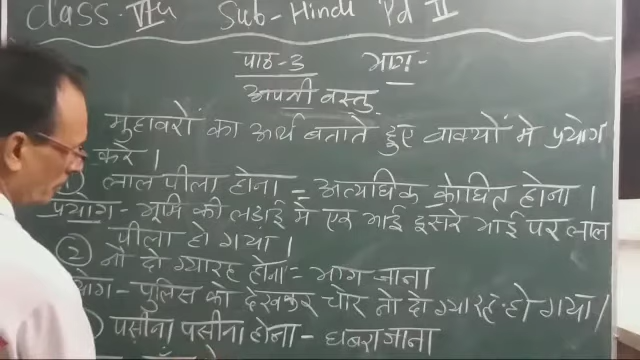 Class VIth Sub-Hindi Pd II
पाठ-3 भाग-
अपनी वस्तु
मुहावरों का अर्थ बताते हुए वाक्यों मे प्रयोग
करे।
लाल पीला होना = अत्यधिक क्रोधित होना।
प्रयोग- भूमि की लड़ाई मे एक भाई दूसरे भाई पर लाल
पीला हो गया।
② नौ दो ग्यारह होना = भाग जाना
पुलिस को देखकर चोर नौ दो ग्यारह हो गया।
पसीना पसीना होना - घबरा जाना